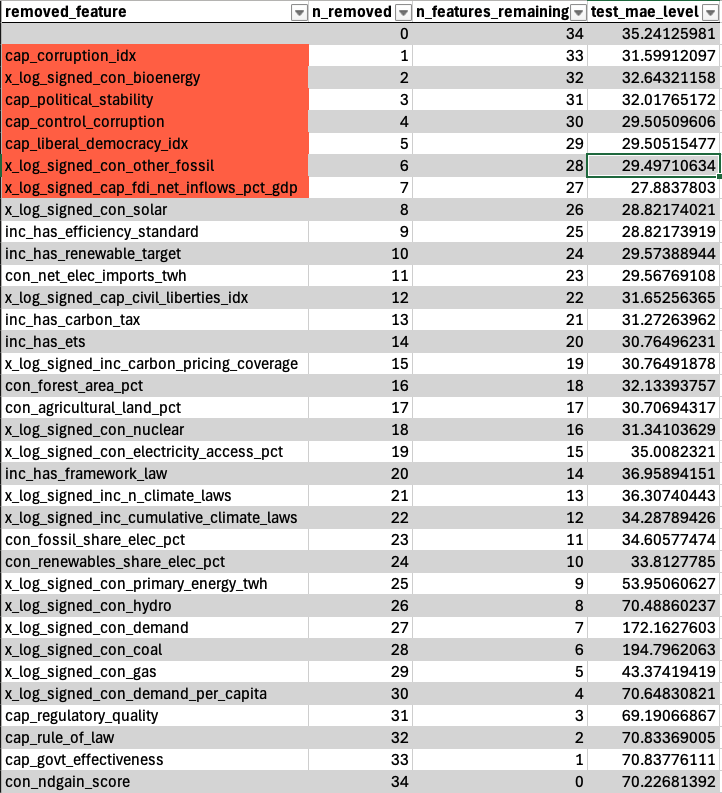 removed_feature n_removed n_features_remaining test_mae_level
0 34 35.24125981
cap_corruption_idx 1 33 31.59912097
x_log_signed_con_bioenergy 2 32 32.64321158
cap_political_stability 3 31 32.01765172
cap_control_corruption 4 30 29.50509606
cap_liberal_democracy_idx 5 29 29.50515477
x_log_signed_con_other_fossil 6 28 29.49710634
x_log_signed_cap_fdi_net_inflows_pct_gdp 7 27 27.8837803
x_log_signed_con_solar 8 26 28.82174021
inc_has_efficiency_standard 9 25 28.82173919
inc_has_renewable_target 10 24 29.57388944
con_net_elec_imports_twh 11 23 29.56769108
x_log_signed_cap_civil_liberties_idx 12 22 31.65256365
inc_has_carbon_tax 13 21 31.27263962
inc_has_ets 14 20 30.76496231
x_log_signed_inc_carbon_pricing_coverage 15 19 30.76491878
con_forest_area_pct 16 18 32.13393757
con_agricultural_land_pct 17 17 30.70694317
x_log_signed_con_nuclear 18 16 31.34103629
x_log_signed_con_electricity_access_pct 19 15 35.0082321
inc_has_framework_law 20 14 36.95894151
x_log_signed_inc_n_climate_laws 21 13 36.30740443
x_log_signed_inc_cumulative_climate_laws 22 12 34.28789426
con_fossil_share_elec_pct 23 11 34.60577474
con_renewables_share_elec_pct 24 10 33.8127785
x_log_signed_con_primary_energy_twh 25 9 53.95060627
x_log_signed_con_hydro 26 8 70.48860237
x_log_signed_con_demand 27 7 172.1627603
x_log_signed_con_coal 28 6 194.7962063
x_log_signed_con_gas 29 5 43.37419419
x_log_signed_con_demand_per_capita 30 4 70.64830821
cap_regulatory_quality 31 3 69.19066867
cap_rule_of_law 32 2 70.83369005
cap_govt_effectiveness 33 1 70.83776111
con_ndgain_score 34 0 70.22681392